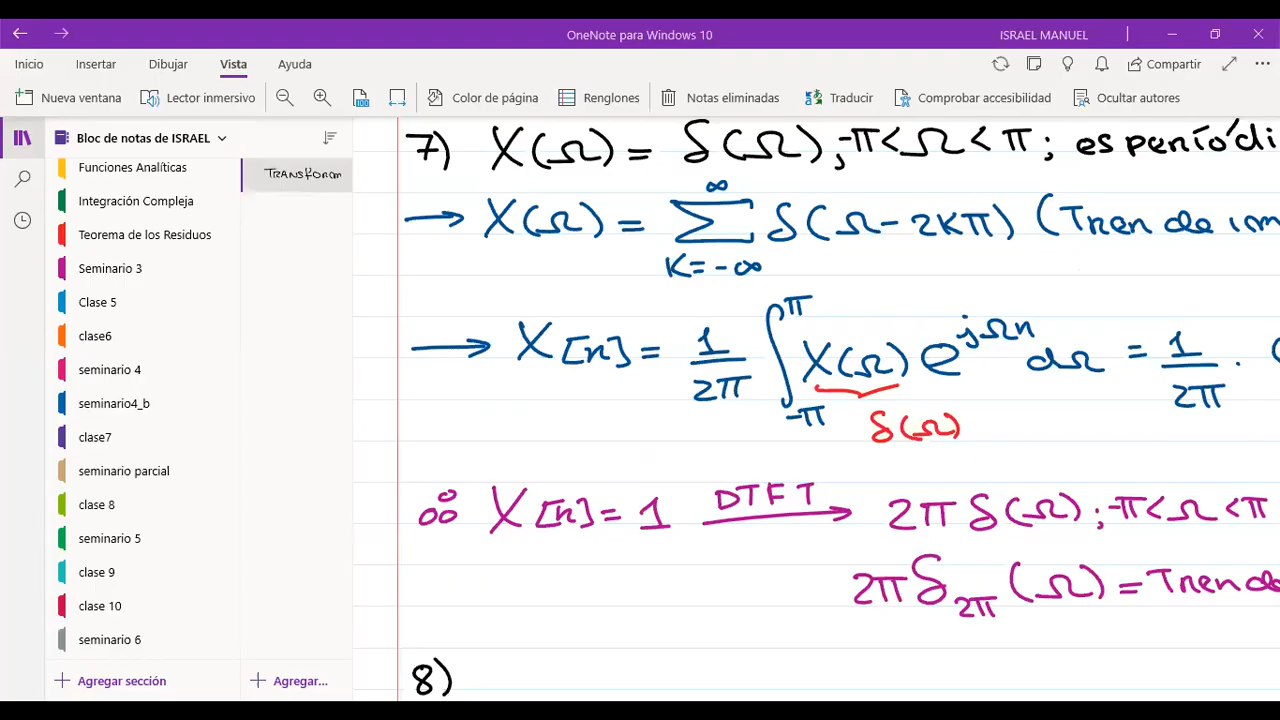 OneNote para Windows 10
ISRAEL MANUEL
Inicio Insertar Dibujar Vista Ayuda
Compartir
Nueva ventana Lector inmersivo 100 Color de página Renglones Notas eliminadas Traducir Comprobar accesibilidad Ocultar autores
Bloc de notas de ISRAEL
Funciones Analíticas
Integración Compleja
Teorema de los Residuos
Seminario 3
Clase 5
clase6
seminario 4
seminario4_b
clase7
seminario parcial
clase 8
seminario 5
clase 9
clase 10
seminario 6
Agregar sección
TRANSFORM
Agregar...
7) X(Ω) = δ(Ω), -π<Ω<π; es periódi
→ X(Ω) = ∑_{K=-∞}^{∞} δ(Ω-2Kπ) (Tren de im
→ X[n] = 1/2π ∫_{-π}^{π} X(Ω) e^{jΩn} dΩ = 1/2π .
δ(Ω)
∴ X[n] = 1 DTFT→ 2π δ(Ω); -π<Ω<π
2π δ_{2π}(Ω) = Tren de
8)